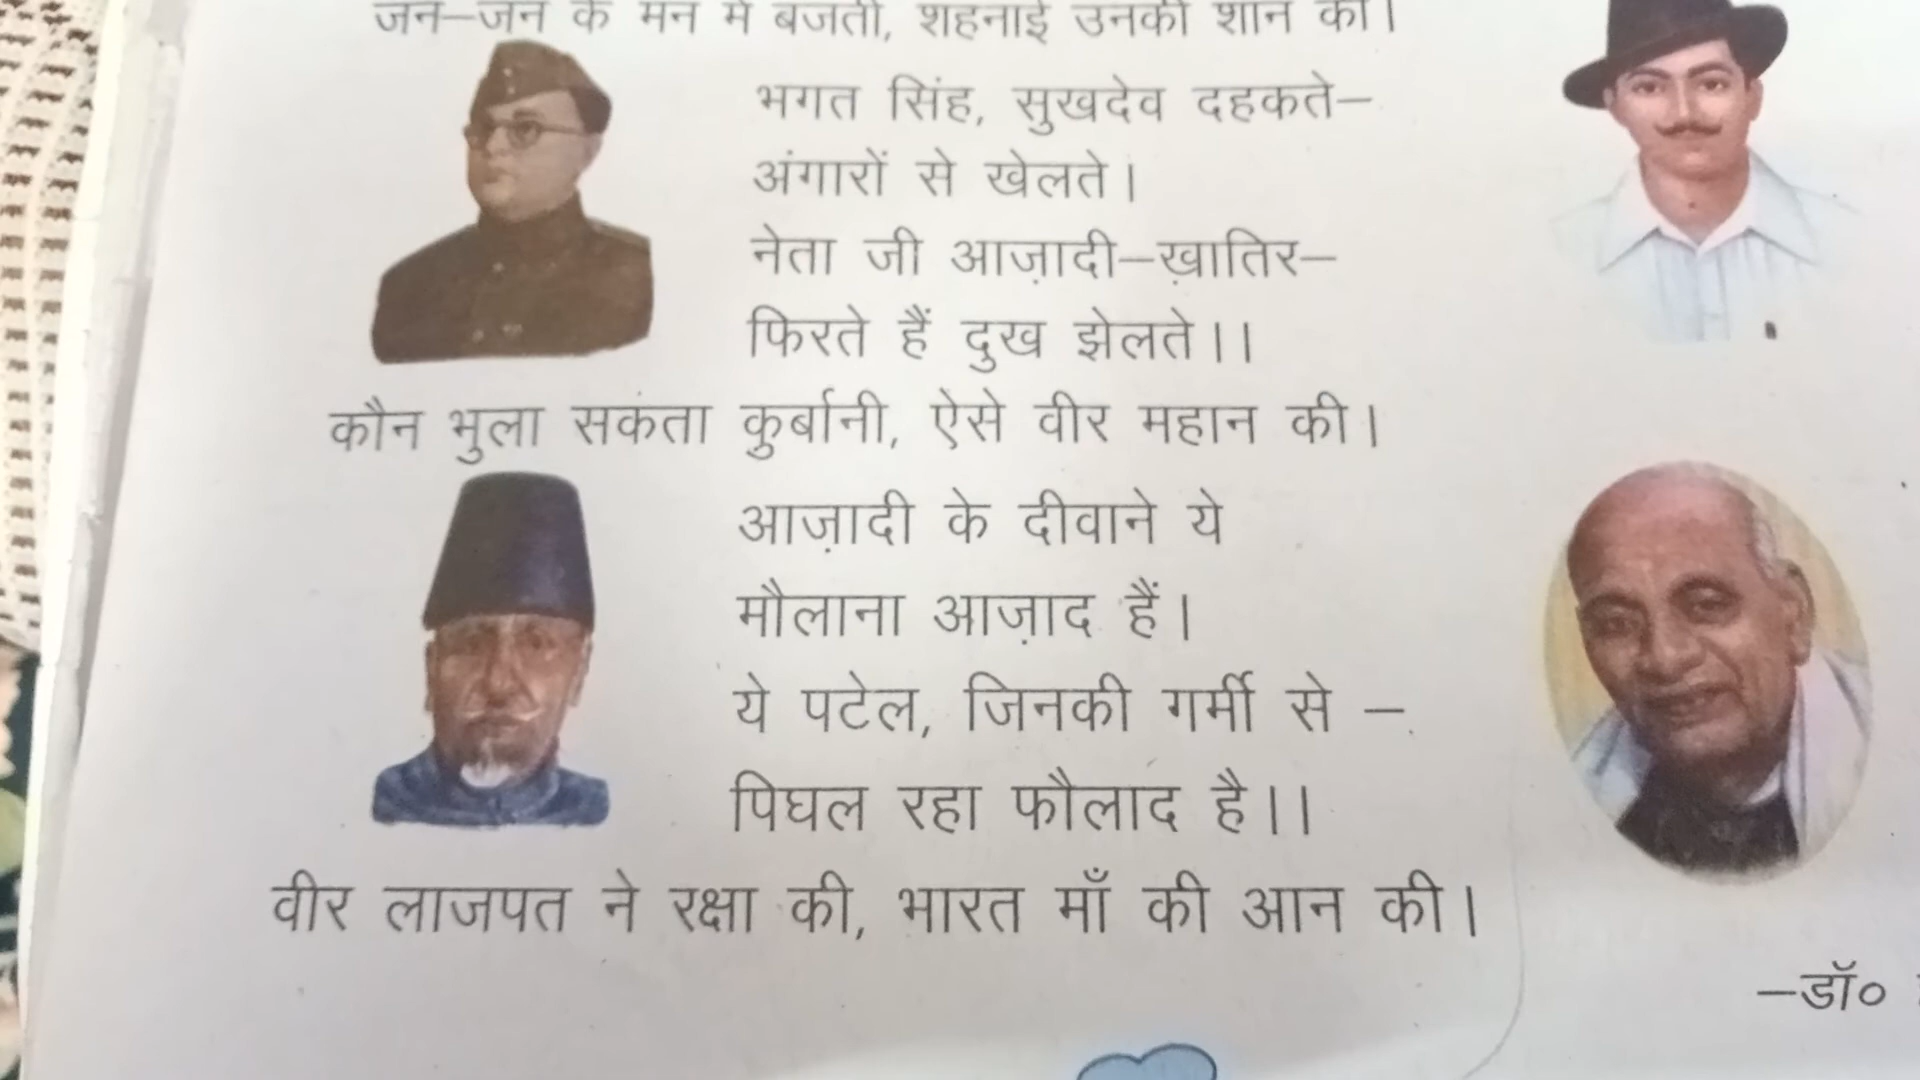 जन–जन के मन में बजती, शहनाई उनकी शान की।
भगत सिंह, सुखदेव दहकते–
अंगारों से खेलते।
नेता जी आज़ादी–ख़ातिर–
फिरते हैं दुख झेलते।।
कौन भुला सकता कुर्बानी, ऐसे वीर महान की।
आज़ादी के दीवाने ये
मौलाना आज़ाद हैं।
ये पटेल, जिनकी गर्मी से –
पिघल रहा फौलाद है।।
वीर लाजपत ने रक्षा की, भारत माँ की आन की।
–डॉ०